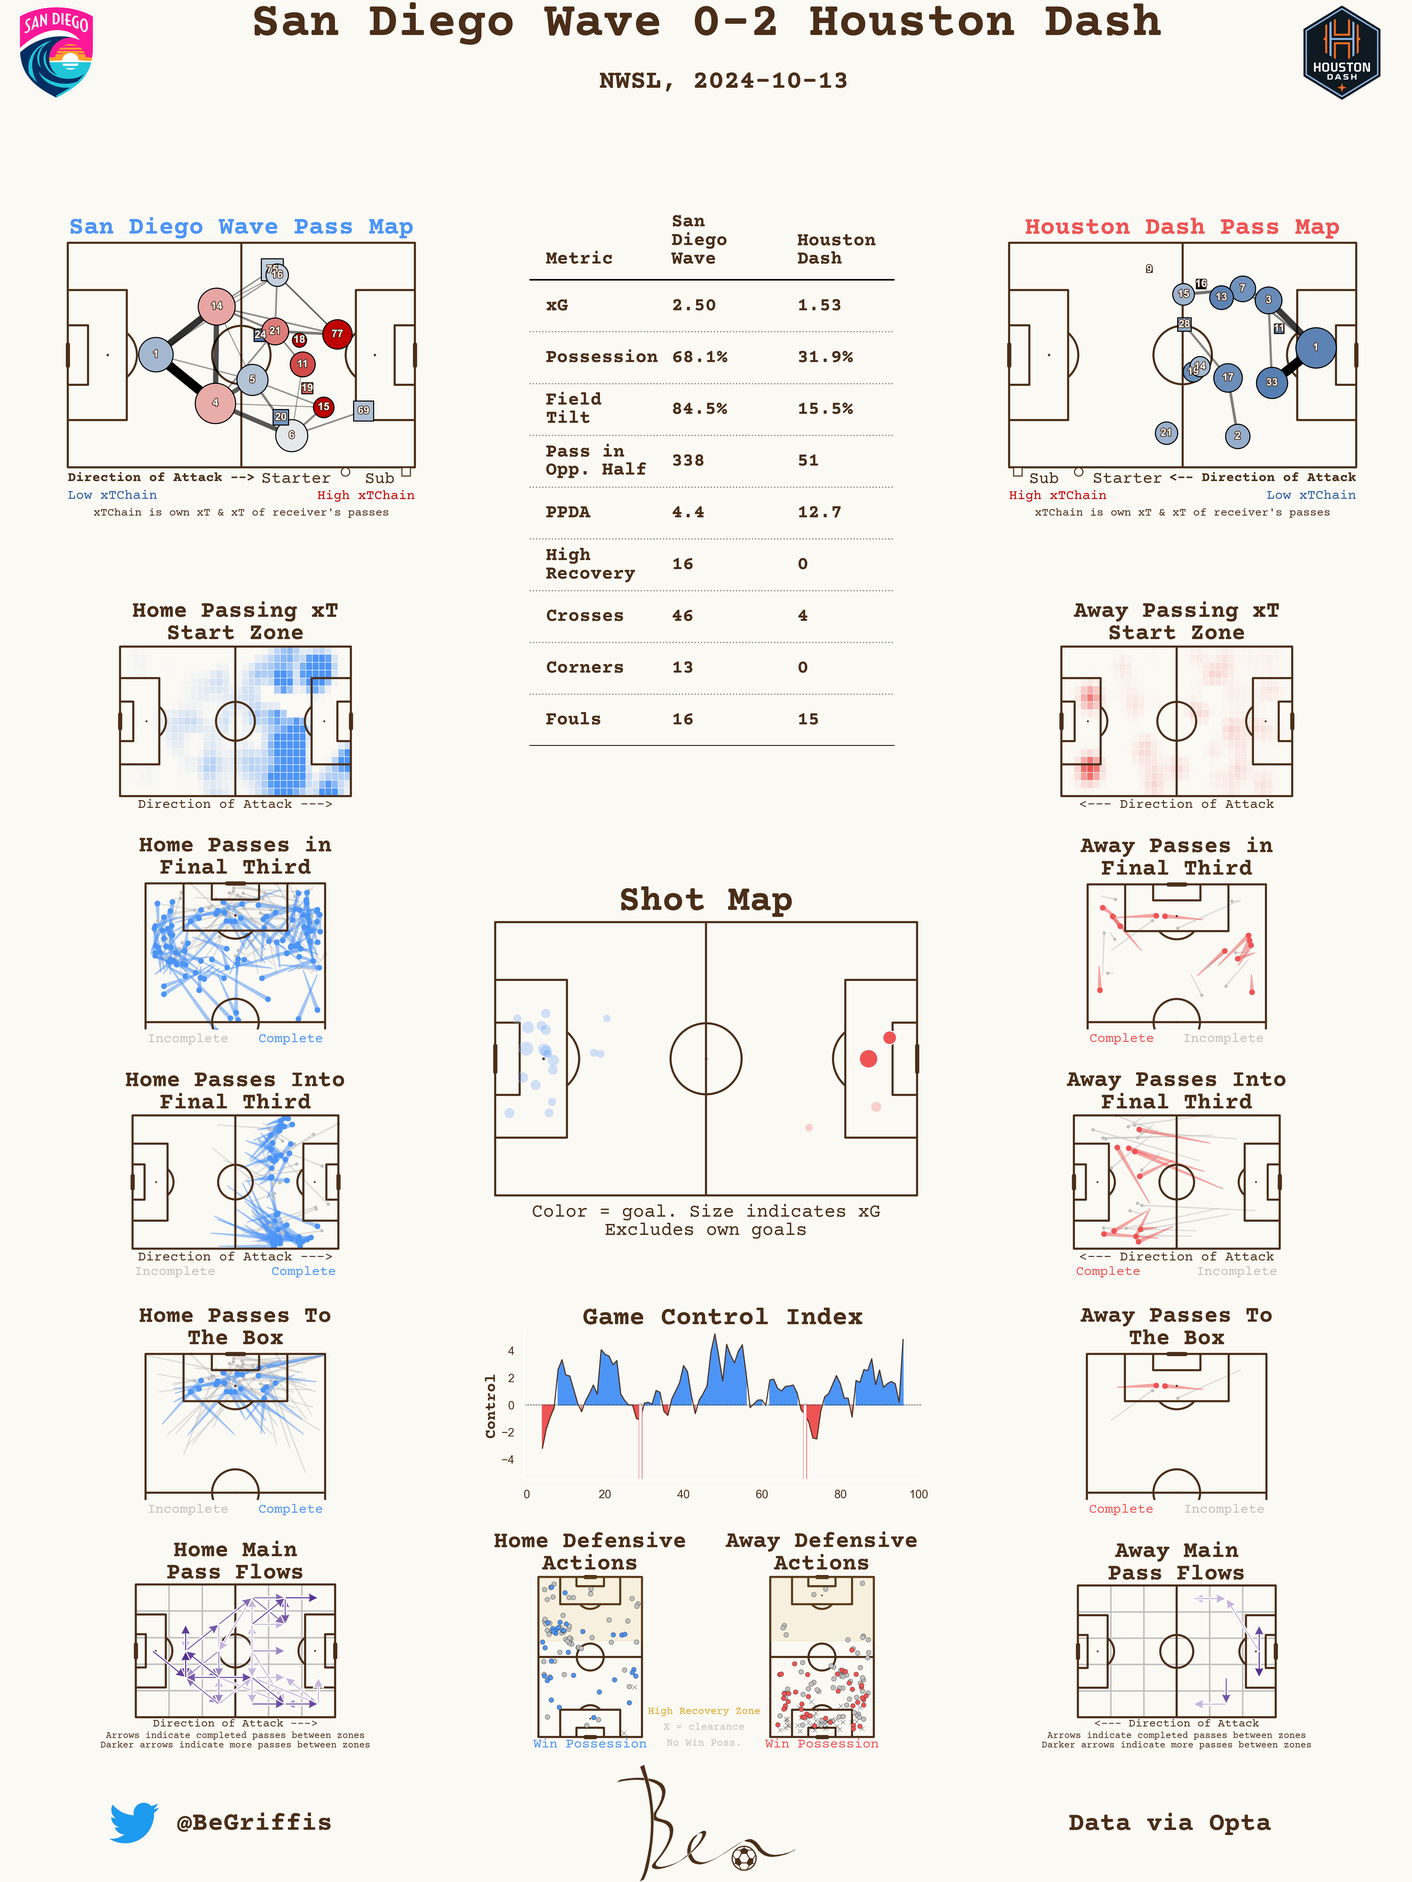 San Diego Wave 0-2 Houston Dash
NWSL, 2024-10-13
SAN DIEGO
HOUSTON
DASH
San Diego Wave Pass Map
14
16
24
21
18
77
1
11
5
19
4
20
15
69
6
Direction of Attack --> Starter Sub
Low xTChain High xTChain
xTChain is own xT & xT of receiver's passes
Metric San Diego Wave Houston Dash
xG 2.50 1.53
Possession 68.1% 31.9%
Field Tilt 84.5% 15.5%
Pass in Opp. Half 338 51
PPDA 4.4 12.7
High Recovery 16 0
Crosses 46 4
Corners 13 0
Fouls 16 15
Houston Dash Pass Map
9
16
15
13
7
3
28
11
1
14
17
33
21
2
Sub Starter <-- Direction of Attack
High xTChain Low xTChain
xTChain is own xT & xT of receiver's passes
Home Passing xT
Start Zone
Direction of Attack --->
Away Passing xT
Start Zone
<--- Direction of Attack
Home Passes in
Final Third
Incomplete Complete
Away Passes in
Final Third
Complete Incomplete
Shot Map
Color = goal. Size indicates xG
Excludes own goals
Home Passes Into
Final Third
Direction of Attack --->
Incomplete Complete
Away Passes Into
Final Third
<--- Direction of Attack
Complete Incomplete
Home Passes To
The Box
Incomplete Complete
Game Control Index
Control
4
2
0
−2
−4
0 20 40 60 80 100
Away Passes To
The Box
Complete Incomplete
Home Main
Pass Flows
Direction of Attack --->
Arrows indicate completed passes between zones
Darker arrows indicate more passes between zones
Home Defensive
Actions
Win Possession
Away Defensive
Actions
Win Possession
High Recovery Zone
X = clearance
No Win Poss.
Away Main
Pass Flows
<--- Direction of Attack
Arrows indicate completed passes between zones
Darker arrows indicate more passes between zones
@BeGriffis
Ben
Data via Opta